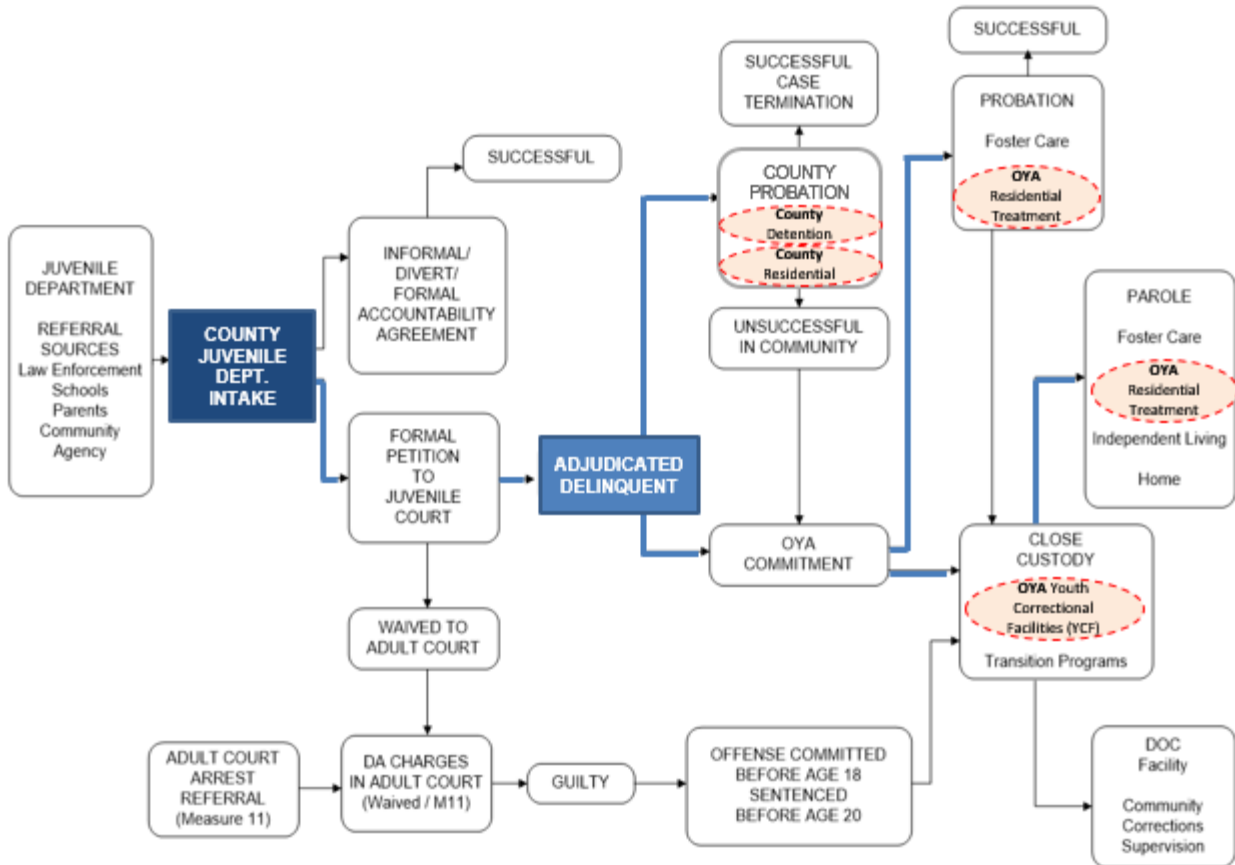 JUVENILE
DEPARTMENT
REFERRAL
SOURCES
Law Enforcement
Schools
Parents
Community
Agency
COUNTY
JUVENILE
DEPT.
INTAKE
SUCCESSFUL
INFORMAL/
DIVERT/
FORMAL
ACCOUNTABILITY
AGREEMENT
FORMAL
PETITION
TO
JUVENILE
COURT
WAIVED TO
ADULT COURT
ADULT COURT
ARREST
REFERRAL
(Measure 11)
DA CHARGES
IN ADULT COURT
(Waived / M11)
GUILTY
OFFENSE COMMITTED
BEFORE AGE 18
SENTENCED
BEFORE AGE 20
ADJUDICATED
DELINQUENT
SUCCESSFUL
CASE
TERMINATION
COUNTY
PROBATION
County
Detention
County
Residential
UNSUCCESSFUL
IN COMMUNITY
OYA
COMMITMENT
SUCCESSFUL
PROBATION
Foster Care
OYA
Residential
Treatment
PAROLE
Foster Care
OYA
Residential
Treatment
Independent Living
Home
CLOSE
CUSTODY
OYA Youth
Correctional
Facilities (YCF)
Transition Programs
DOC
Facility
Community
Corrections
Supervision